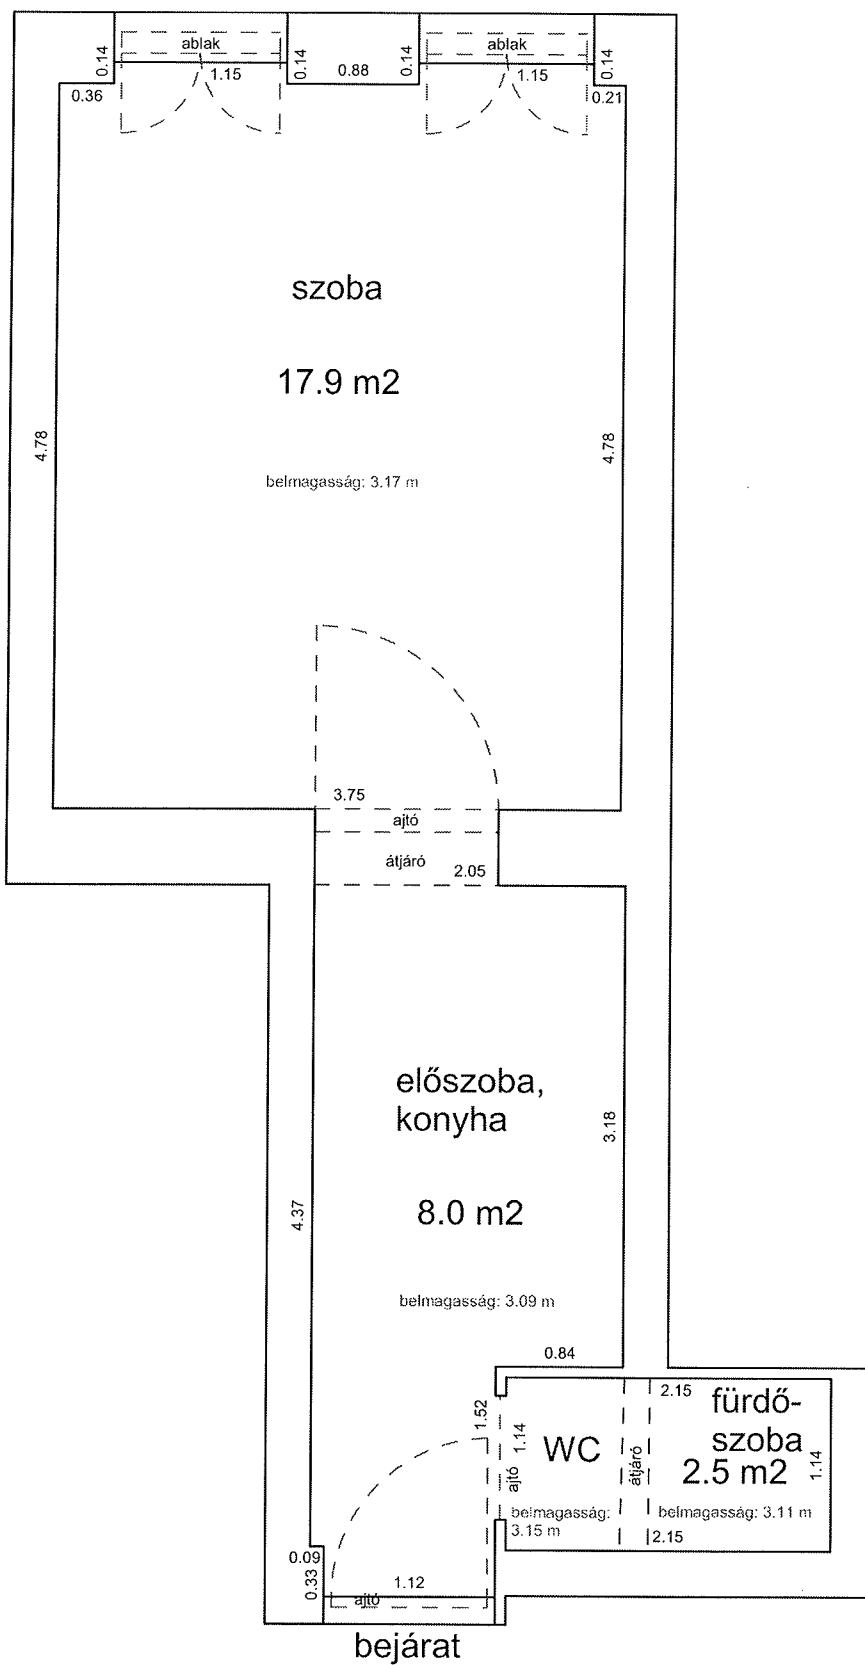 ablak
ablak
0.14
1.15
0.14
0.88
0.14
1.15
0.14
0.36
0.21
szoba
17.9 m2
4.78
4.78
belmagasság: 3.17 m
3.75
ajtó
átjáró
2.05
előszoba,
konyha
3.18
8.0 m2
4.37
belmagasság: 3.09 m
0.84
2.15
fürdő-
szoba
2.5 m2
1.52
1.14
ajtó
WC
átjáró
1.14
belmagasság:
3.15 m
belmagasság: 3.11 m
2.15
0.09
0.33
1.12
ajtó
bejárat